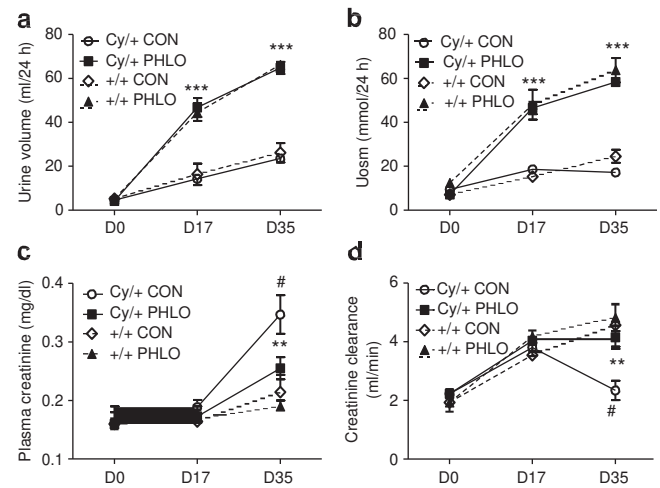 a
80
60
40
20
0
Urine volume (ml/24 h)
Cy/+ CON
Cy/+ PHLO
+/+ CON
+/+ PHLO
***
***
D0 D17 D35
b
80
60
40
20
0
Uosm (mmol/24 h)
Cy/+ CON
Cy/+ PHLO
+/+ CON
+/+ PHLO
***
***
D0 D17 D35
c
0.4
0.3
0.2
0.1
Plasma creatinine (mg/dl)
Cy/+ CON
Cy/+ PHLO
+/+ CON
+/+ PHLO
#
**
D0 D17 D35
d
6
4
2
0
Creatinine clearance
(ml/min)
Cy/+ CON
Cy/+ PHLO
+/+ CON
+/+ PHLO
**
#
D0 D17 D35